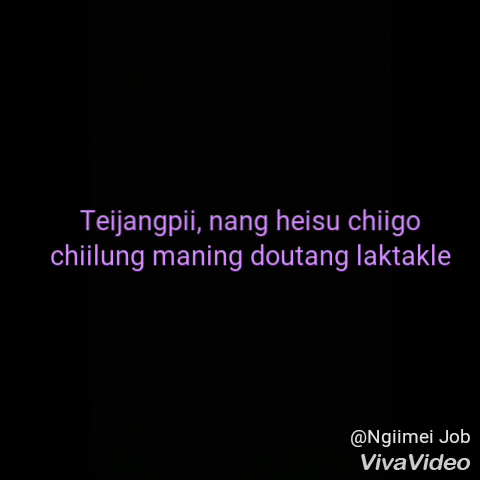 Teijangpii, nang heisu chiigo
chiilung maning doutang laktakle
@Ngiimei Job
VivaVideo